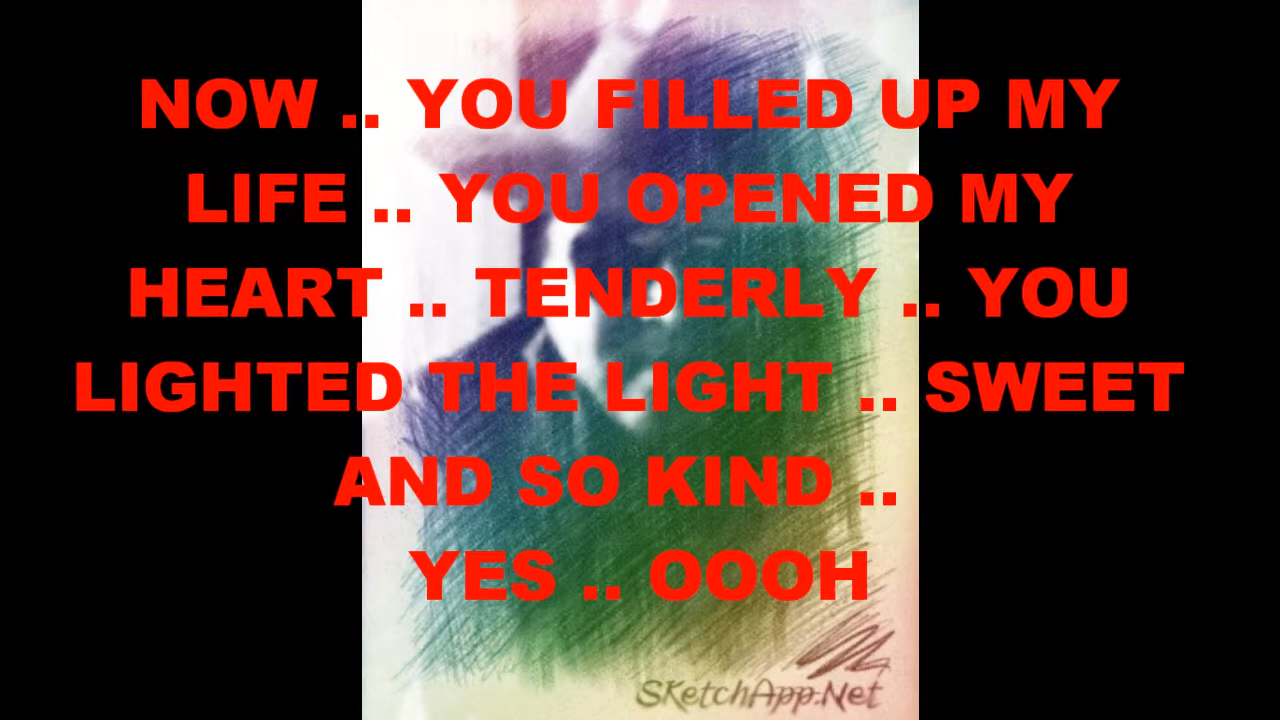 NOW .. YOU FILLED UP MY
LIFE .. YOU OPENED MY
HEART .. TENDERLY .. YOU
LIGHTED THE LIGHT .. SWEET
AND SO KIND ..
YES .. OOOH
SketchApp.Net